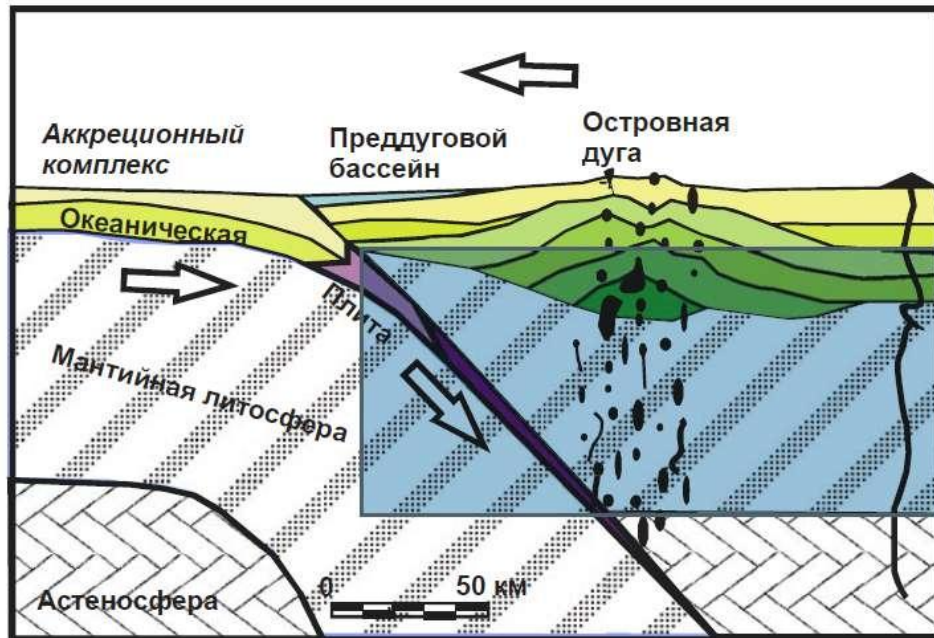 Аккреционный
комплекс
Преддуговой
бассейн
Островная
дуга
Океаническая
Плита
Мантийная литосфера
Астеносфера
0 50 км